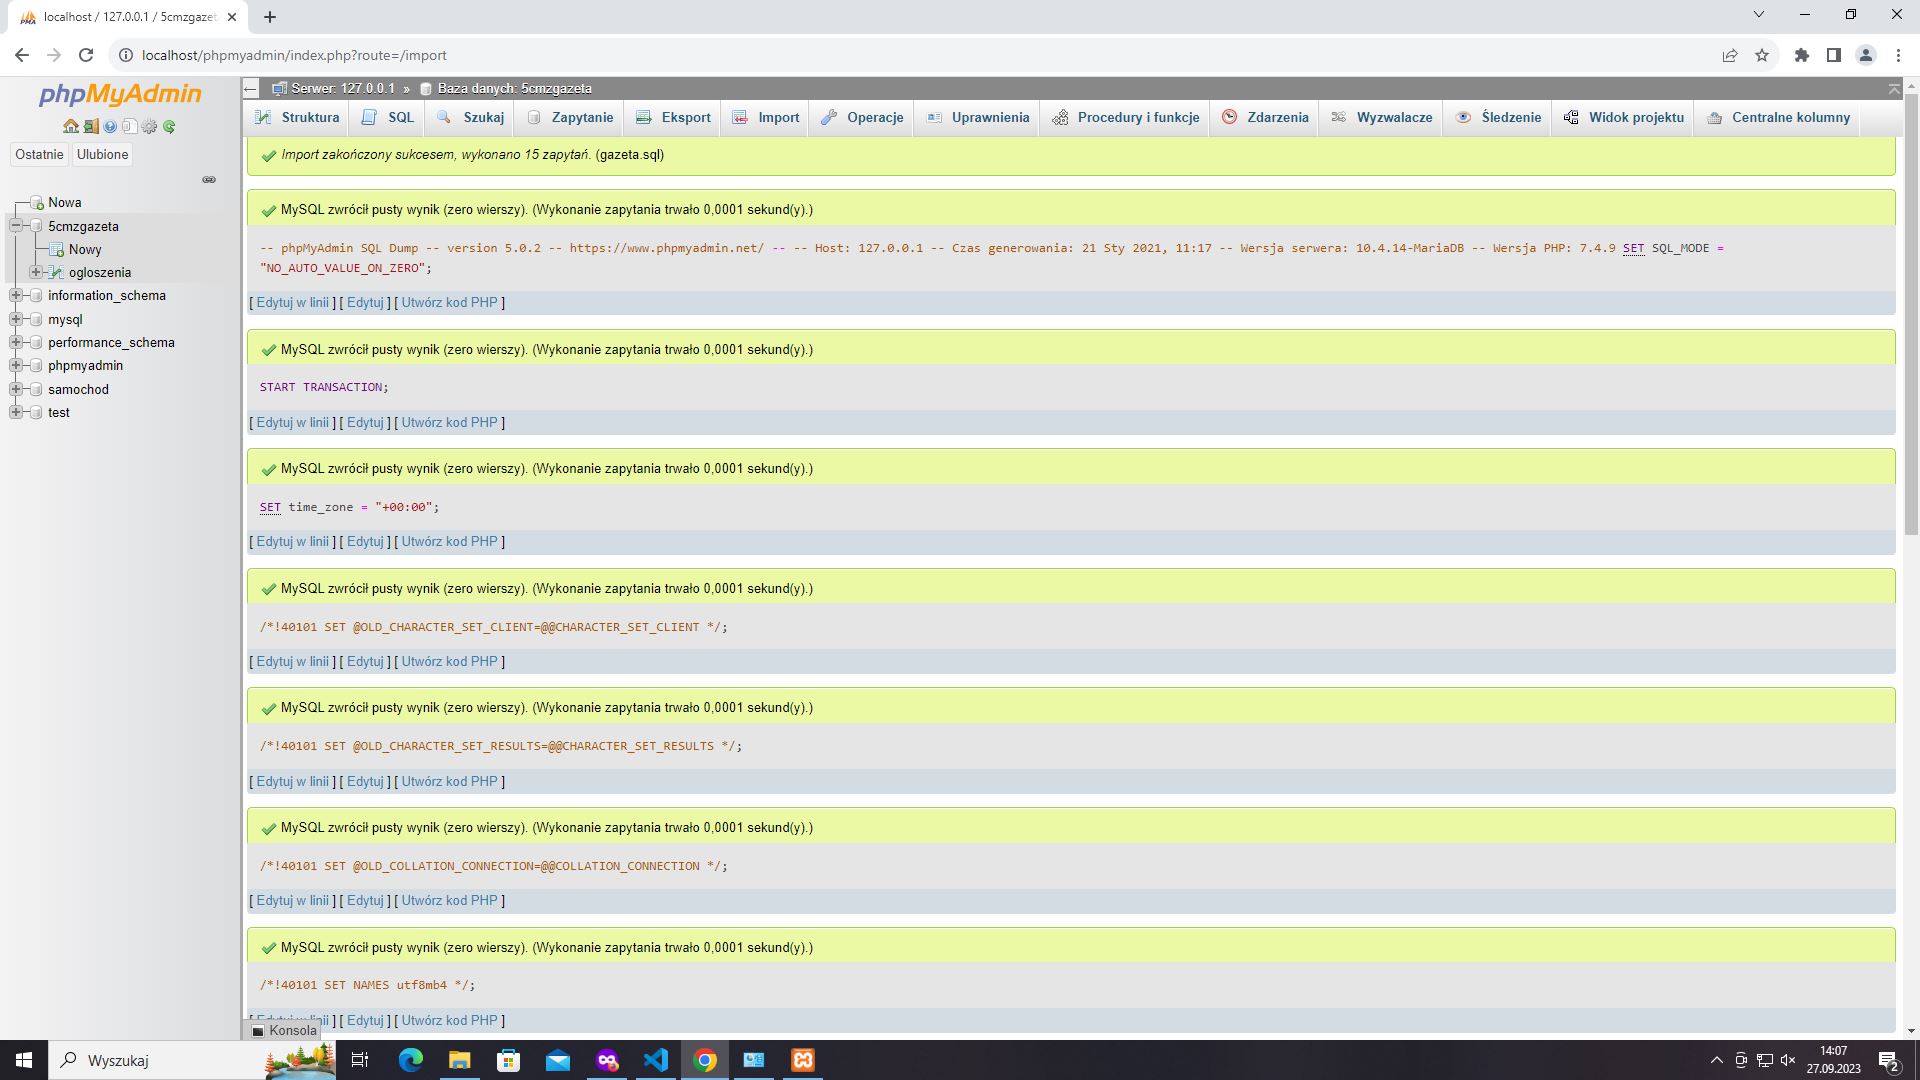 localhost / 127.0.0.1 / 5cmzgazet
localhost/phpmyadmin/index.php?route=/import
phpMyAdmin
Ostatnie Ulubione
Nowa
5cmzgazeta
Nowy
ogloszenia
information_schema
mysql
performance_schema
phpmyadmin
samochod
test
Serwer: 127.0.0.1 » Baza danych: 5cmzgazeta
Struktura SQL Szukaj Zapytanie Eksport Import Operacje Uprawnienia Procedury i funkcje Zdarzenia Wyzwalacze Śledzenie Widok projektu Centralne kolumny
Import zakończony sukcesem, wykonano 15 zapytań. (gazeta.sql)
MySQL zwrócił pusty wynik (zero wierszy). (Wykonanie zapytania trwało 0,0001 sekund(y).)
-- phpMyAdmin SQL Dump -- version 5.0.2 -- https://www.phpmyadmin.net/ -- -- Host: 127.0.0.1 -- Czas generowania: 21 Sty 2021, 11:17 -- Wersja serwera: 10.4.14-MariaDB -- Wersja PHP: 7.4.9 SET SQL_MODE =
"NO_AUTO_VALUE_ON_ZERO";
[ Edytuj w linii ] [ Edytuj ] [ Utwórz kod PHP ]
MySQL zwrócił pusty wynik (zero wierszy). (Wykonanie zapytania trwało 0,0001 sekund(y).)
START TRANSACTION;
[ Edytuj w linii ] [ Edytuj ] [ Utwórz kod PHP ]
MySQL zwrócił pusty wynik (zero wierszy). (Wykonanie zapytania trwało 0,0001 sekund(y).)
SET time_zone = "+00:00";
[ Edytuj w linii ] [ Edytuj ] [ Utwórz kod PHP ]
MySQL zwrócił pusty wynik (zero wierszy). (Wykonanie zapytania trwało 0,0001 sekund(y).)
/*!40101 SET @OLD_CHARACTER_SET_CLIENT=@@CHARACTER_SET_CLIENT */;
[ Edytuj w linii ] [ Edytuj ] [ Utwórz kod PHP ]
MySQL zwrócił pusty wynik (zero wierszy). (Wykonanie zapytania trwało 0,0001 sekund(y).)
/*!40101 SET @OLD_CHARACTER_SET_RESULTS=@@CHARACTER_SET_RESULTS */;
[ Edytuj w linii ] [ Edytuj ] [ Utwórz kod PHP ]
MySQL zwrócił pusty wynik (zero wierszy). (Wykonanie zapytania trwało 0,0001 sekund(y).)
/*!40101 SET @OLD_COLLATION_CONNECTION=@@COLLATION_CONNECTION */;
[ Edytuj w linii ] [ Edytuj ] [ Utwórz kod PHP ]
MySQL zwrócił pusty wynik (zero wierszy). (Wykonanie zapytania trwało 0,0001 sekund(y).)
/*!40101 SET NAMES utf8mb4 */;
[ Edytuj w linii ] [ Edytuj ] [ Utwórz kod PHP ]
Konsola
Wyszukaj
14:07
27.09.2023
2